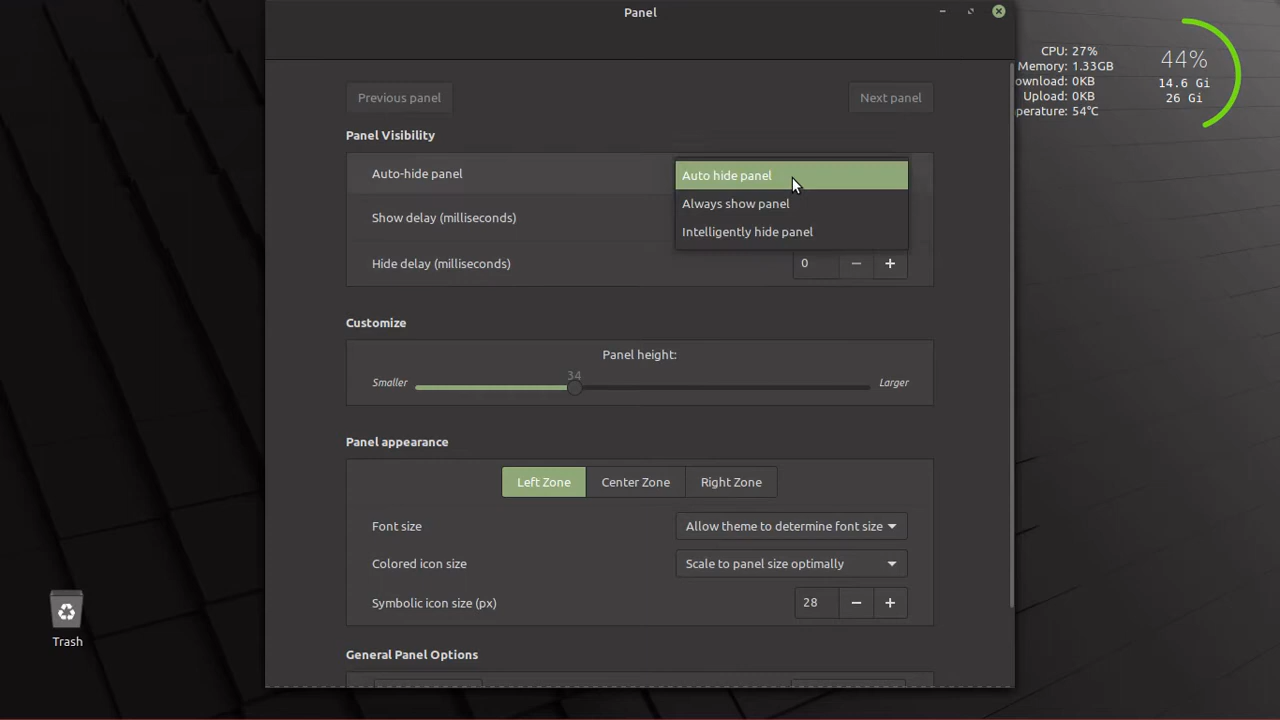 Panel
CPU: 27%
Memory: 1.33GB
ownload: 0KB
Upload: 0KB
perature: 54°C
44%
14.6 Gi
26 Gi
Previous panel
Next panel
Panel Visibility
Auto-hide panel
Auto hide panel
Always show panel
Intelligently hide panel
Show delay (milliseconds)
Hide delay (milliseconds)
0
Customize
Panel height:
34
Smaller
Larger
Panel appearance
Left Zone
Center Zone
Right Zone
Font size
Allow theme to determine font size
Colored icon size
Scale to panel size optimally
Symbolic icon size (px)
28
General Panel Options
Trash